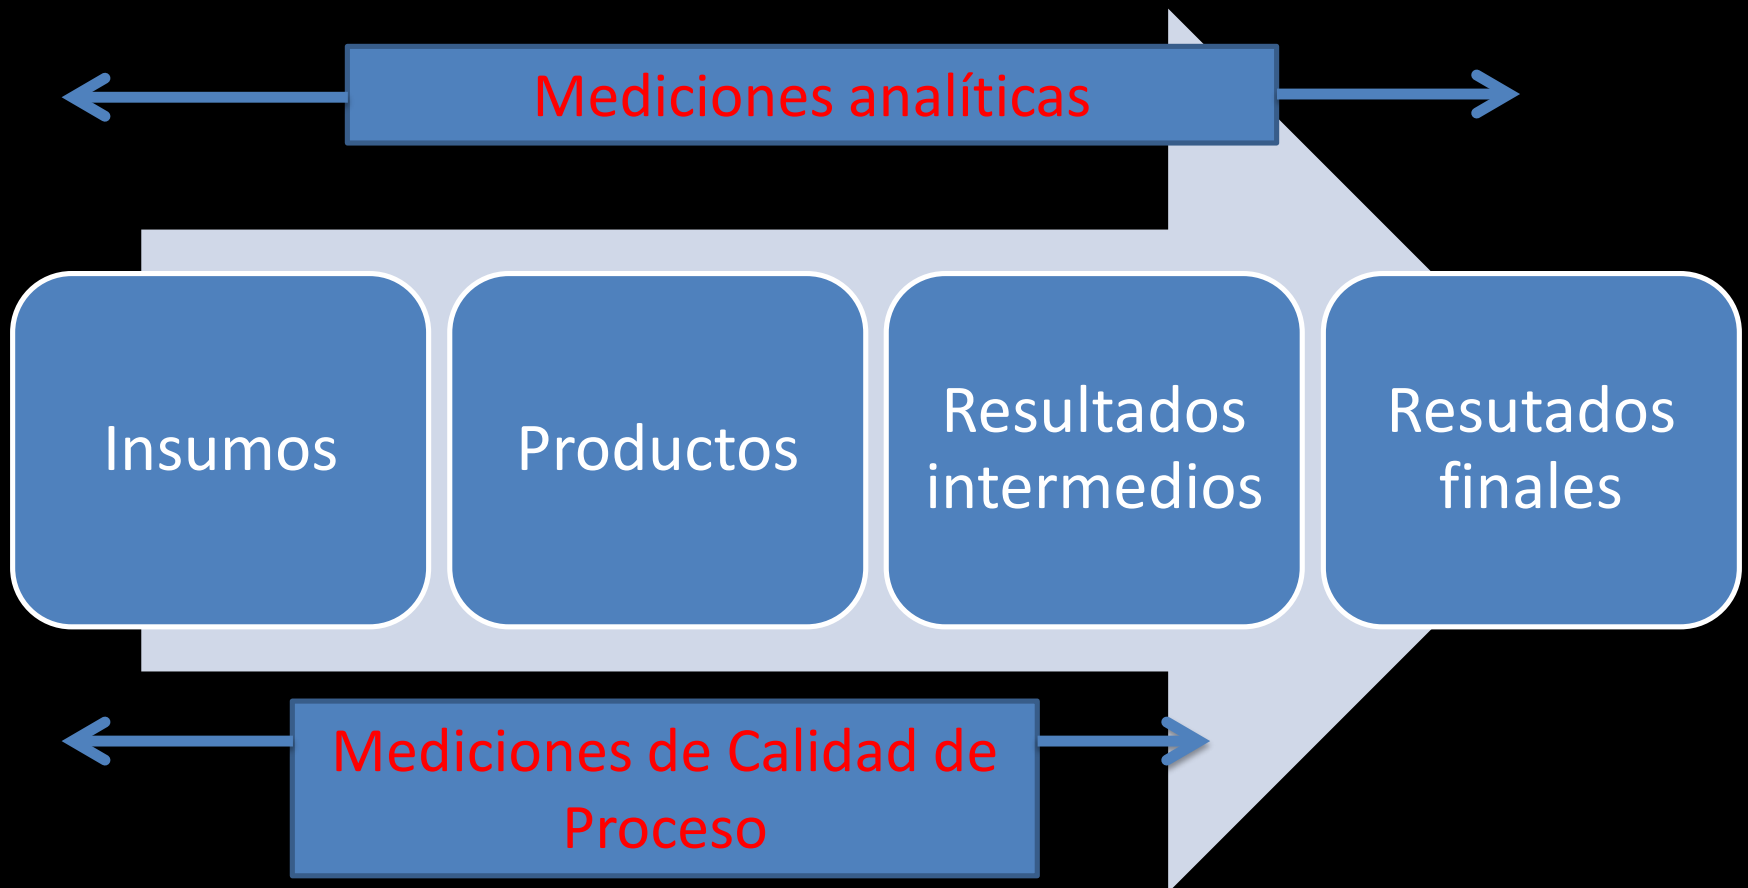 Mediciones analíticas
Insumos
Productos
Resultados
intermedios
Resutados
finales
Mediciones de Calidad de
Proceso